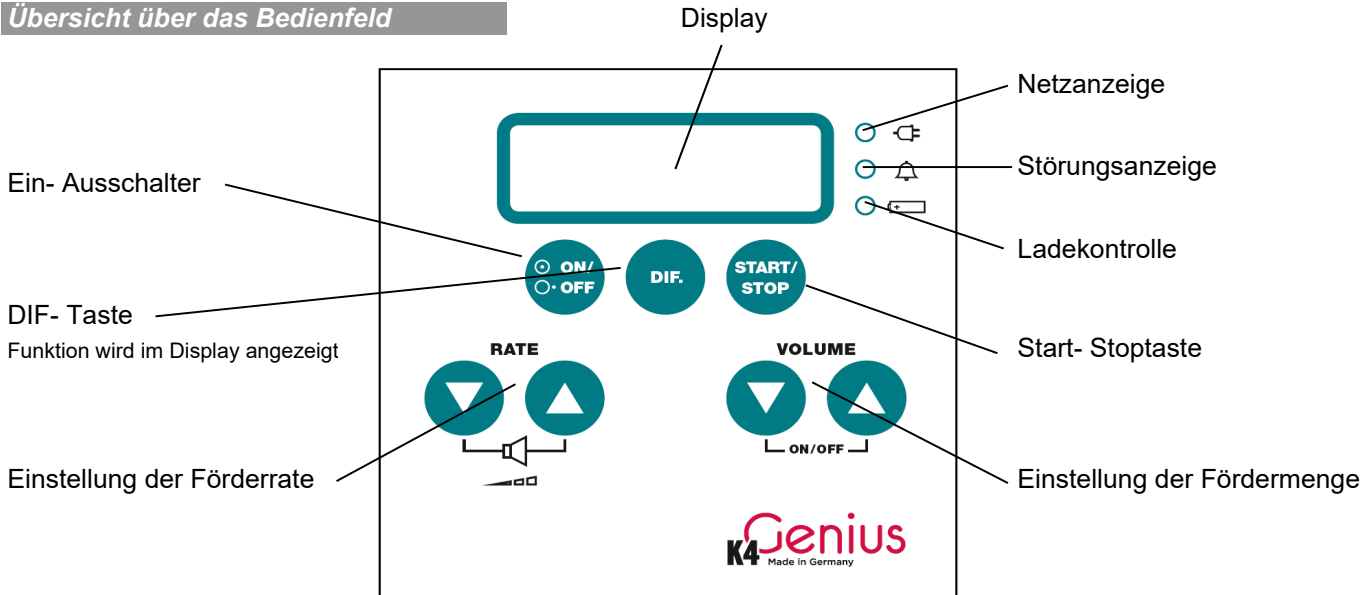 Übersicht über das Bedienfeld
Display
Netzanzeige
Störungsanzeige
Ladekontrolle
Ein- Ausschalter
ON/
OFF
DIF.
START/
STOP
DIF- Taste
Funktion wird im Display angezeigt
Start- Stoptaste
RATE
VOLUME
ON/OFF
Einstellung der Förderrate
Einstellung der Fördermenge
K4 Genius
Made in Germany